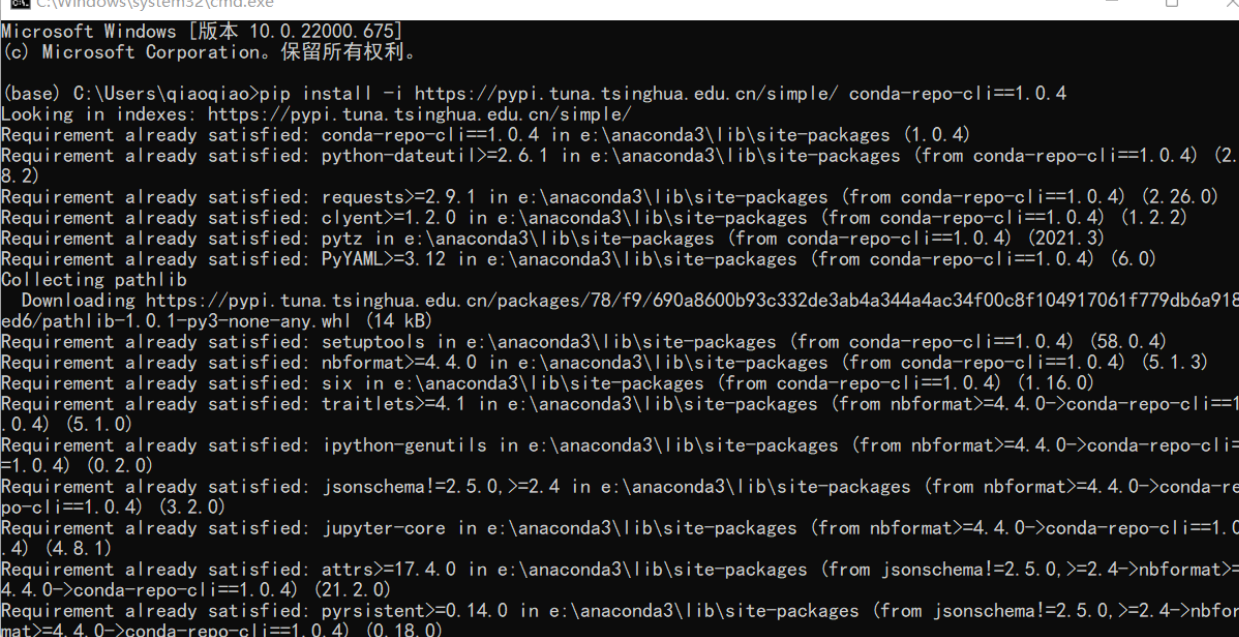 C:\Windows\system32\cmd.exe
Microsoft Windows [版本 10.0.22000.675]
(c) Microsoft Corporation。保留所有权利。
(base) C:\Users\qiaoqiao>pip install -i https://pypi.tuna.tsinghua.edu.cn/simple/ conda-repo-cli==1.0.4
Looking in indexes: https://pypi.tuna.tsinghua.edu.cn/simple/
Requirement already satisfied: conda-repo-cli==1.0.4 in e:\anaconda3\lib\site-packages (1.0.4)
Requirement already satisfied: python-dateutil>=2.6.1 in e:\anaconda3\lib\site-packages (from conda-repo-cli==1.0.4) (2.
8.2)
Requirement already satisfied: requests>=2.9.1 in e:\anaconda3\lib\site-packages (from conda-repo-cli==1.0.4) (2.26.0)
Requirement already satisfied: clyent>=1.2.0 in e:\anaconda3\lib\site-packages (from conda-repo-cli==1.0.4) (1.2.2)
Requirement already satisfied: pytz in e:\anaconda3\lib\site-packages (from conda-repo-cli==1.0.4) (2021.3)
Requirement already satisfied: PyYAML>=3.12 in e:\anaconda3\lib\site-packages (from conda-repo-cli==1.0.4) (6.0)
Collecting pathlib
  Downloading https://pypi.tuna.tsinghua.edu.cn/packages/78/f9/690a8600b93c332de3ab4a344a4ac34f00c8f104917061f779db6a918
ed6/pathlib-1.0.1-py3-none-any.whl (14 kB)
Requirement already satisfied: setuptools in e:\anaconda3\lib\site-packages (from conda-repo-cli==1.0.4) (58.0.4)
Requirement already satisfied: nbformat>=4.4.0 in e:\anaconda3\lib\site-packages (from conda-repo-cli==1.0.4) (5.1.3)
Requirement already satisfied: six in e:\anaconda3\lib\site-packages (from conda-repo-cli==1.0.4) (1.16.0)
Requirement already satisfied: traitlets>=4.1 in e:\anaconda3\lib\site-packages (from nbformat>=4.4.0->conda-repo-cli==1
.0.4) (5.1.0)
Requirement already satisfied: ipython-genutils in e:\anaconda3\lib\site-packages (from nbformat>=4.4.0->conda-repo-cli=
=1.0.4) (0.2.0)
Requirement already satisfied: jsonschema!=2.5.0,>=2.4 in e:\anaconda3\lib\site-packages (from nbformat>=4.4.0->conda-re
po-cli==1.0.4) (3.2.0)
Requirement already satisfied: jupyter-core in e:\anaconda3\lib\site-packages (from nbformat>=4.4.0->conda-repo-cli==1.0
.4) (4.8.1)
Requirement already satisfied: attrs>=17.4.0 in e:\anaconda3\lib\site-packages (from jsonschema!=2.5.0,>=2.4->nbformat>=
4.4.0->conda-repo-cli==1.0.4) (21.2.0)
Requirement already satisfied: pyrsistent>=0.14.0 in e:\anaconda3\lib\site-packages (from jsonschema!=2.5.0,>=2.4->nbfor
mat>=4.4.0->conda-repo-cli==1.0.4) (0.18.0)